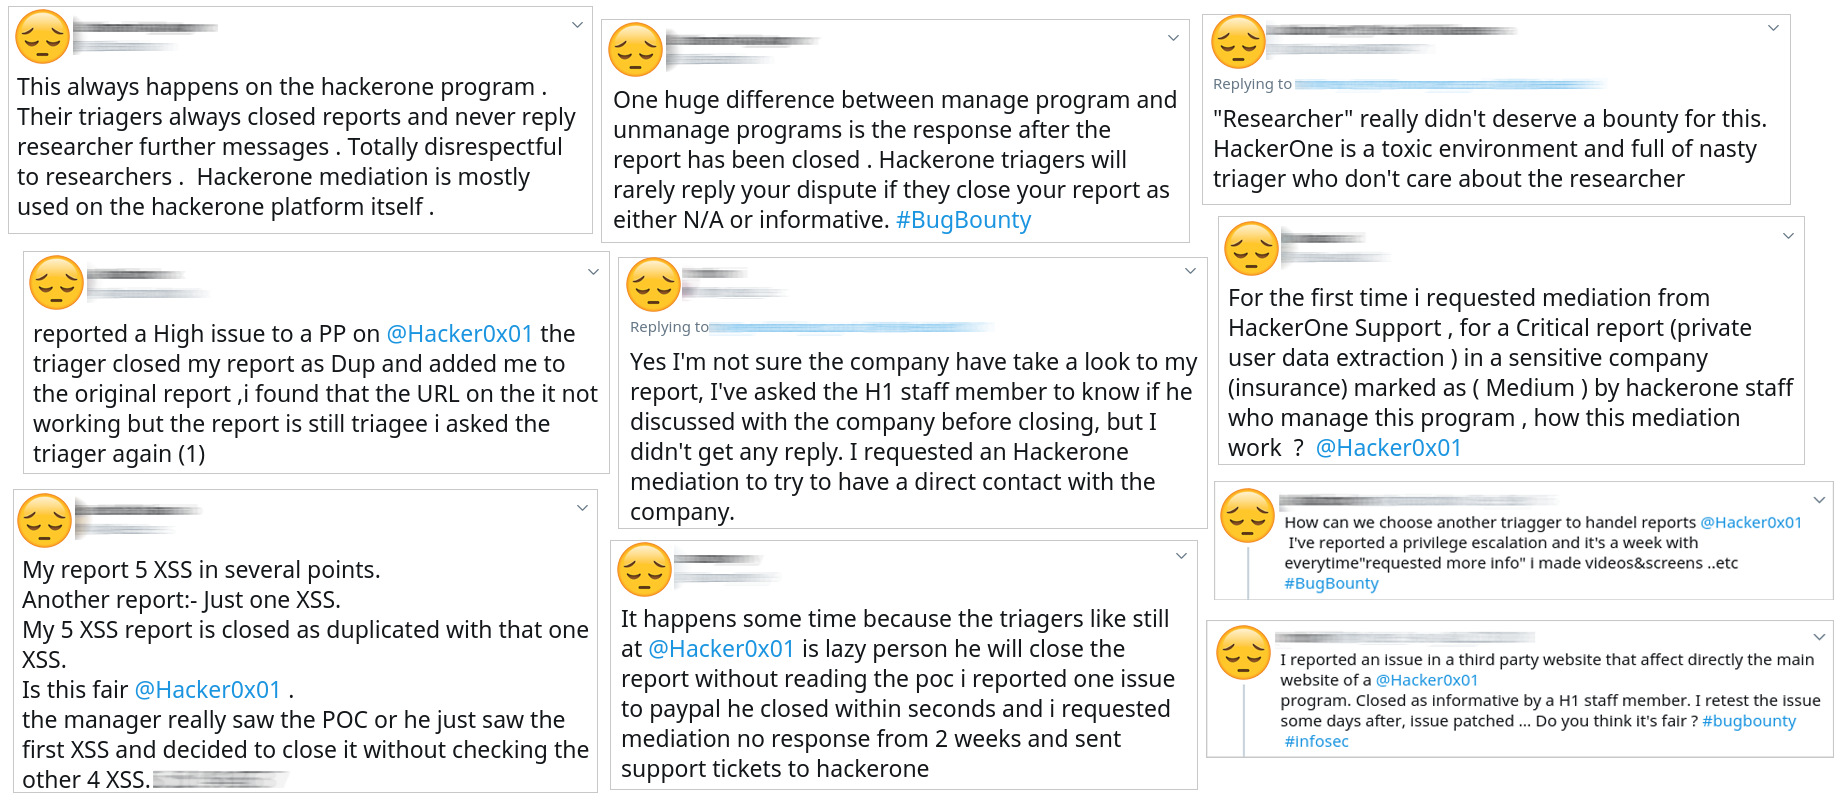 This always happens on the hackerone program .
Their triagers always closed reports and never reply
researcher further messages . Totally disrespectful
to researchers .  Hackerone mediation is mostly
used on the hackerone platform itself .
One huge difference between manage program and
unmanage programs is the response after the
report has been closed . Hackerone triagers will
rarely reply your dispute if they close your report as
either N/A or informative. #BugBounty
Replying to
"Researcher" really didn't deserve a bounty for this.
HackerOne is a toxic environment and full of nasty
triager who don't care about the researcher
reported a High issue to a PP on @Hacker0x01 the
triager closed my report as Dup and added me to
the original report ,i found that the URL on the it not
working but the report is still triagee i asked the
triager again (1)
Replying to
Yes I'm not sure the company have take a look to my
report, I've asked the H1 staff member to know if he
discussed with the company before closing, but I
didn't get any reply. I requested an Hackerone
mediation to try to have a direct contact with the
company.
For the first time i requested mediation from
HackerOne Support , for a Critical report (private
user data extraction ) in a sensitive company
(insurance) marked as ( Medium ) by hackerone staff
who manage this program , how this mediation
work  ?  @Hacker0x01
My report 5 XSS in several points.
Another report:- Just one XSS.
My 5 XSS report is closed as duplicated with that one
XSS.
Is this fair @Hacker0x01 .
the manager really saw the POC or he just saw the
first XSS and decided to close it without checking the
other 4 XSS.
It happens some time because the triagers like still
at @Hacker0x01 is lazy person he will close the
report without reading the poc i reported one issue
to paypal he closed within seconds and i requested
mediation no response from 2 weeks and sent
support tickets to hackerone
How can we choose another triagger to handel reports @Hacker0x01
I've reported a privilege escalation and it's a week with
everytime"requested more info" i made videos&screens ..etc
#BugBounty
I reported an issue in a third party website that affect directly the main
website of a @Hacker0x01
program. Closed as informative by a H1 staff member. I retest the issue
some days after, issue patched ... Do you think it's fair ? #bugbounty
#infosec